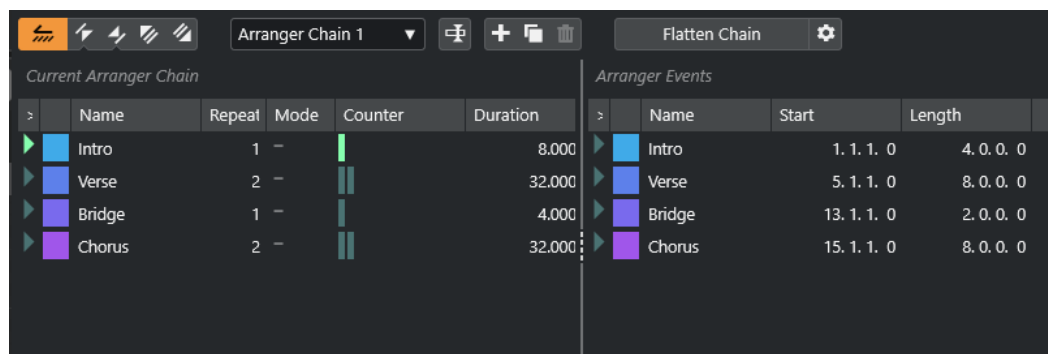 Arranger Chain 1 Flatten Chain
Current Arranger Chain Arranger Events
> Name Repeat Mode Counter Duration > Name Start Length
Intro 1 – 8.000 Intro 1. 1. 1. 0 4. 0. 0. 0
Verse 2 – 32.000 Verse 5. 1. 1. 0 8. 0. 0. 0
Bridge 1 – 4.000 Bridge 13. 1. 1. 0 2. 0. 0. 0
Chorus 2 – 32.000 Chorus 15. 1. 1. 0 8. 0. 0. 0